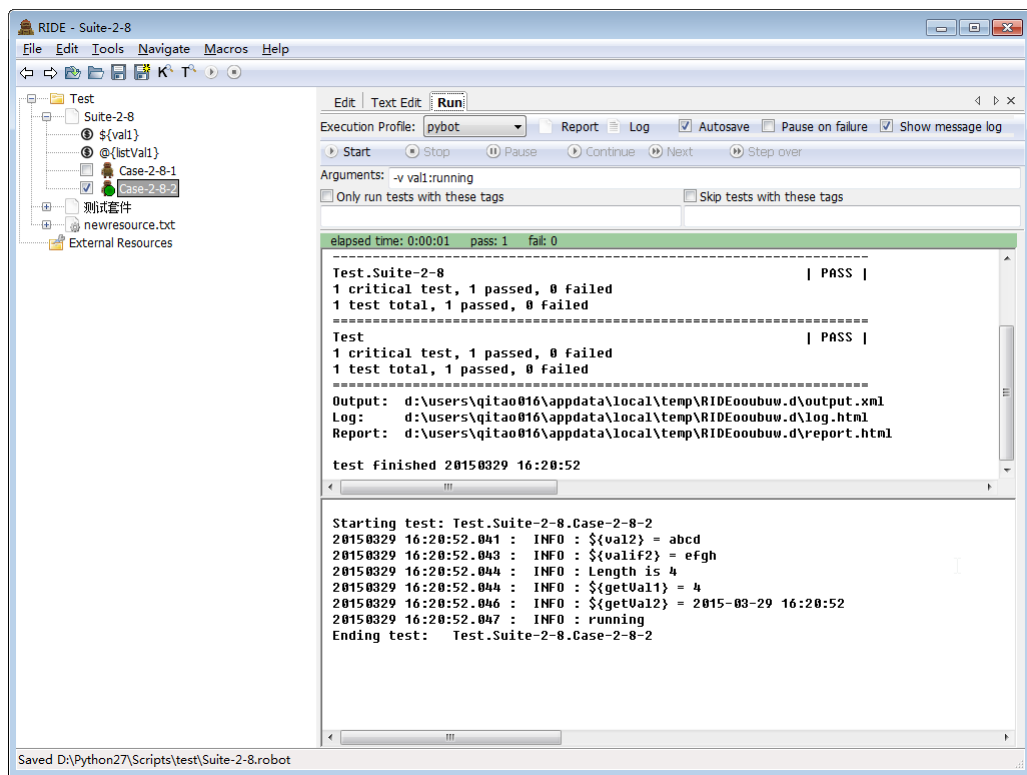 RIDE - Suite-2-8
File Edit Tools Navigate Macros Help
Test
Suite-2-8
${val1}
@{listVal1}
Case-2-8-1
Case-2-8-2
测试套件
newresource.txt
External Resources
Edit Text Edit Run
Execution Profile: pybot Report Log Autosave Pause on failure Show message log
Start Stop Pause Continue Next Step over
Arguments: -v val1:running
Only run tests with these tags Skip tests with these tags
elapsed time: 0:00:01 pass: 1 fail: 0
------------------------------------------------------------------------------
Test.Suite-2-8 | PASS |
1 critical test, 1 passed, 0 failed
1 test total, 1 passed, 0 failed
==============================================================================
Test | PASS |
1 critical test, 1 passed, 0 failed
1 test total, 1 passed, 0 failed
==============================================================================
Output: d:\users\qitao016\appdata\local\temp\RIDEooubuw.d\output.xml
Log: d:\users\qitao016\appdata\local\temp\RIDEooubuw.d\log.html
Report: d:\users\qitao016\appdata\local\temp\RIDEooubuw.d\report.html
test finished 20150329 16:20:52
Starting test: Test.Suite-2-8.Case-2-8-2
20150329 16:20:52.041 : INFO : ${val2} = abcd
20150329 16:20:52.043 : INFO : ${valif2} = efgh
20150329 16:20:52.044 : INFO : Length is 4
20150329 16:20:52.044 : INFO : ${getVal1} = 4
20150329 16:20:52.046 : INFO : ${getVal2} = 2015-03-29 16:20:52
20150329 16:20:52.047 : INFO : running
Ending test: Test.Suite-2-8.Case-2-8-2
Saved D:\Python27\Scripts\test\Suite-2-8.robot